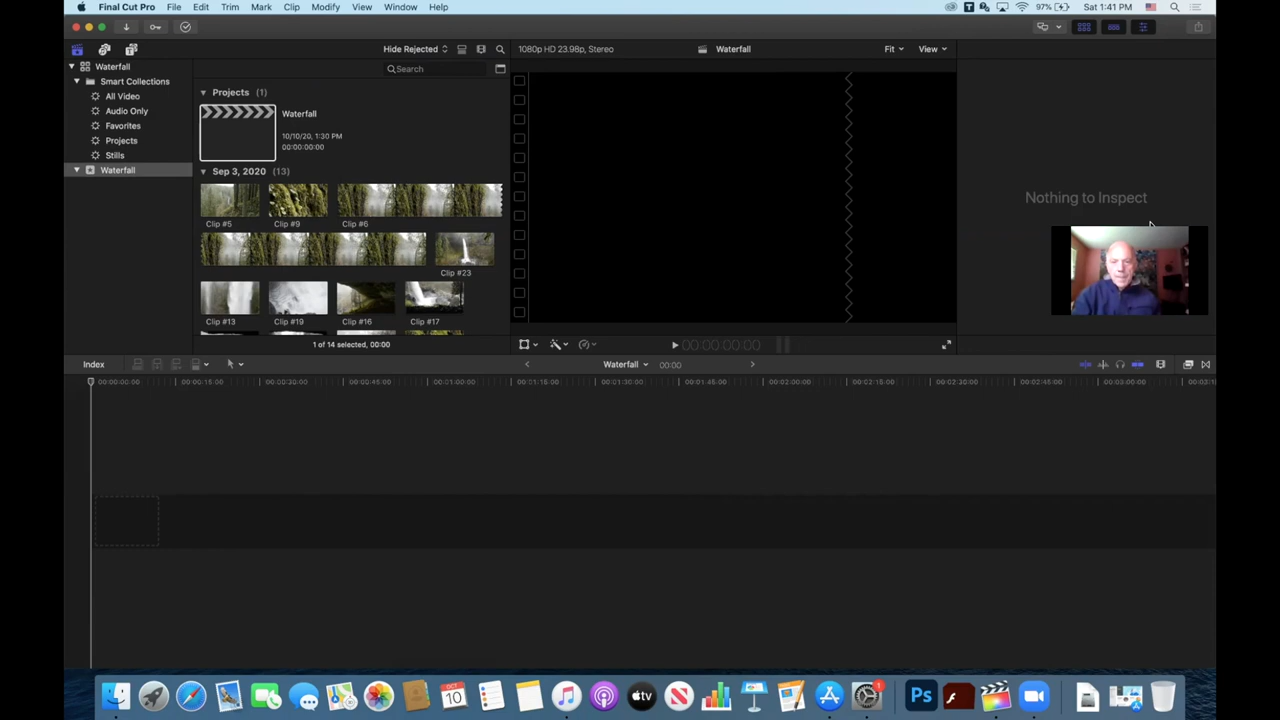 Final Cut Pro File Edit Trim Mark Clip Modify View Window Help 97% Sat 1:41 PM
Hide Rejected 1080p HD 23.98p, Stereo Waterfall Fit View
Waterfall
Search
Smart Collections
All Video
Audio Only
Favorites
Projects
Stills
Waterfall
Projects (1)
Waterfall
10/10/20, 1:30 PM
00:00:00:00
Sep 3, 2020 (13)
Clip #5 Clip #9 Clip #6
Clip #23
Clip #13 Clip #19 Clip #16 Clip #17
1 of 14 selected, 00:00
00:00:00:00
Nothing to Inspect
Index Waterfall 00:00
00:00:00:00 00:00:15:00 00:00:30:00 00:00:45:00 00:01:00:00 00:01:15:00 00:01:30:00 00:01:45:00 00:02:00:00 00:02:15:00 00:02:30:00 00:02:45:00 00:03:00:00
OCT
10
tv
1
Ps